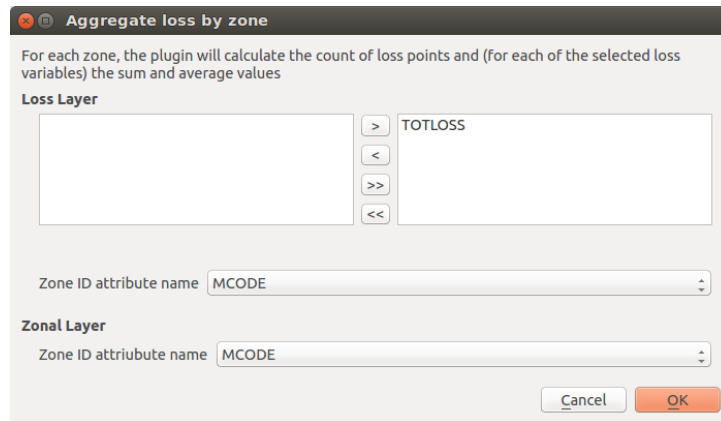 Aggregate loss by zone
For each zone, the plugin will calculate the count of loss points and (for each of the selected loss
variables) the sum and average values
Loss Layer
>
TOTLOSS
<
>>
<<
Zone ID attribute name MCODE
Zonal Layer
Zone ID attriubute name MCODE
Cancel OK